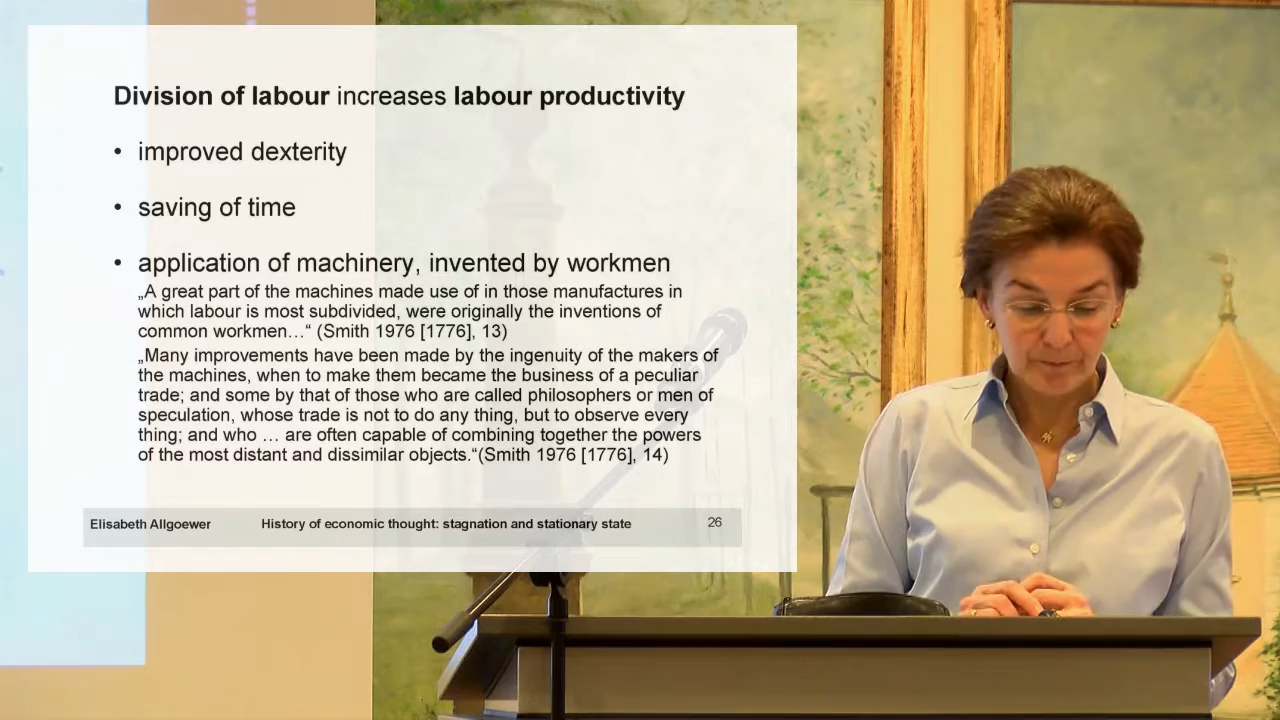 Division of labour increases labour productivity
• improved dexterity
• saving of time
• application of machinery, invented by workmen
„A great part of the machines made use of in those manufactures in
which labour is most subdivided, were originally the inventions of
common workmen…“ (Smith 1976 [1776], 13)
„Many improvements have been made by the ingenuity of the makers of
the machines, when to make them became the business of a peculiar
trade; and some by that of those who are called philosophers or men of
speculation, whose trade is not to do any thing, but to observe every
thing; and who … are often capable of combining together the powers
of the most distant and dissimilar objects.“(Smith 1976 [1776], 14)
Elisabeth Allgoewer History of economic thought: stagnation and stationary state 26